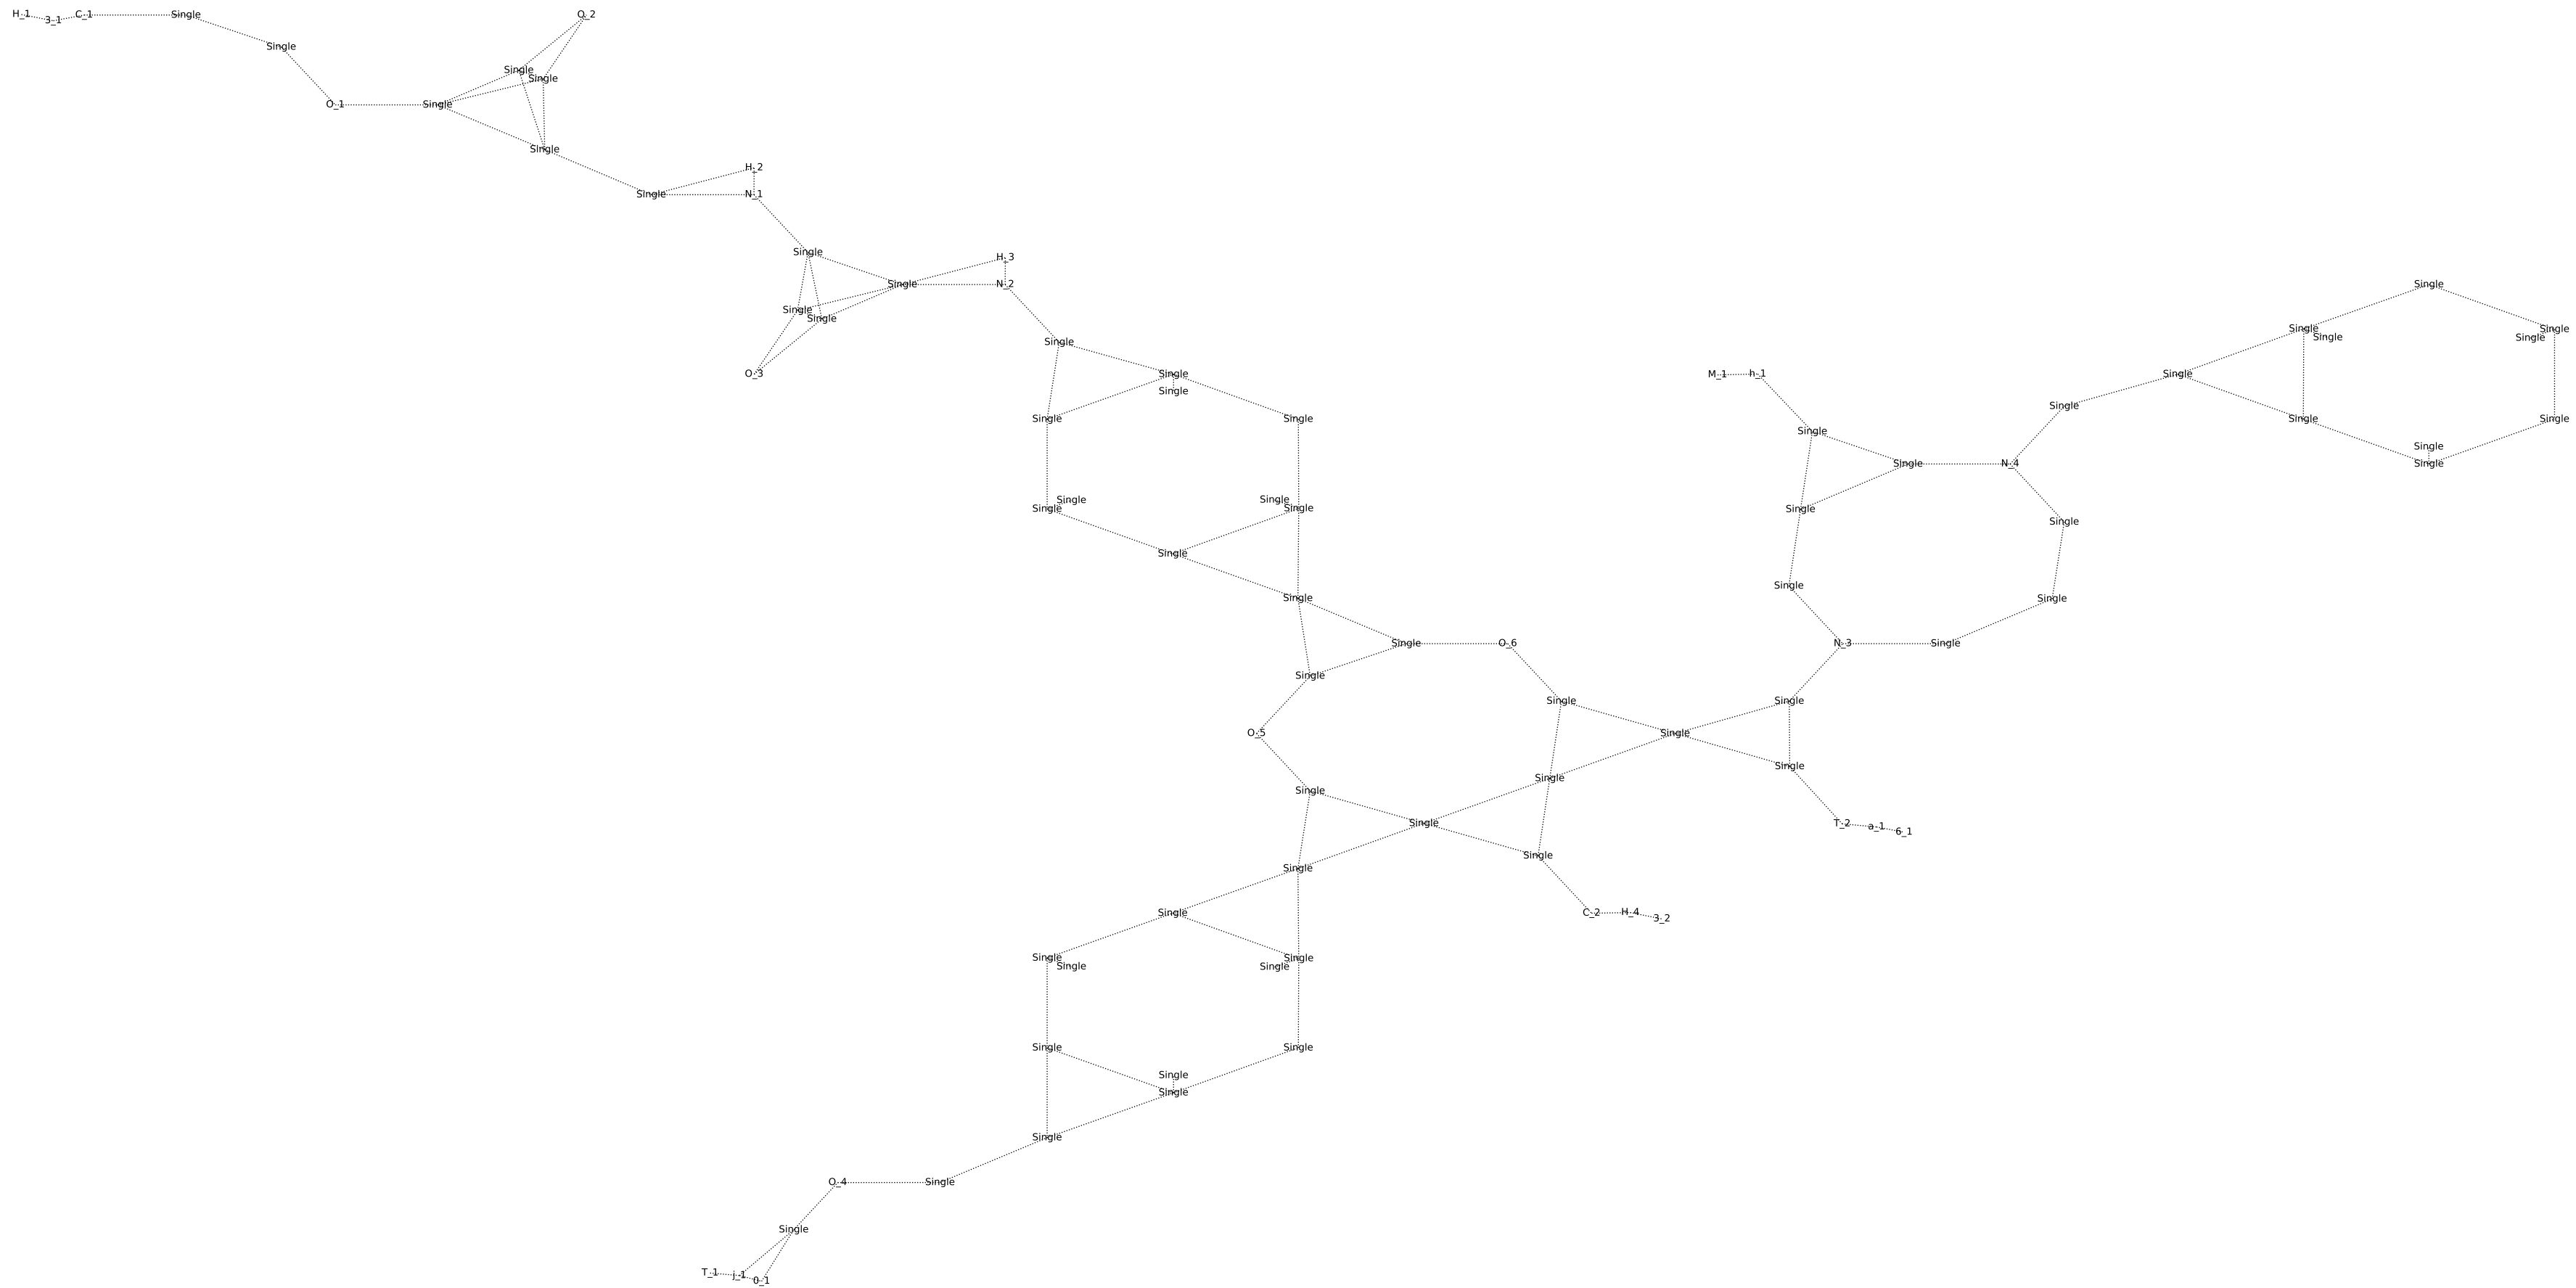 H_1 3_1 C_1 Single O_2
Single
Single
Single
O_1 Single
Single
H_2
Single N_1
Single
H_3
Single N_2 Single
Single
Single
Single Single
Single Single
Single
O_3 Single M_1 h_1 Single
Single
Single
Single Single Single Single
Single
Single
Single Single N_4 Single
Single Single
Single Single Single
Single
Single
Single
Single Single
Single O_6 N_3 Single
Single
Single Single
O_5 Single
Single
Single
Single
Single T_2 a_1 6_1
Single
Single
Single C_2 H_4 3_2
Single Single
Single Single
Single Single
Single
Single
Single
O_4 Single
Single
T_1 j_1 0_1